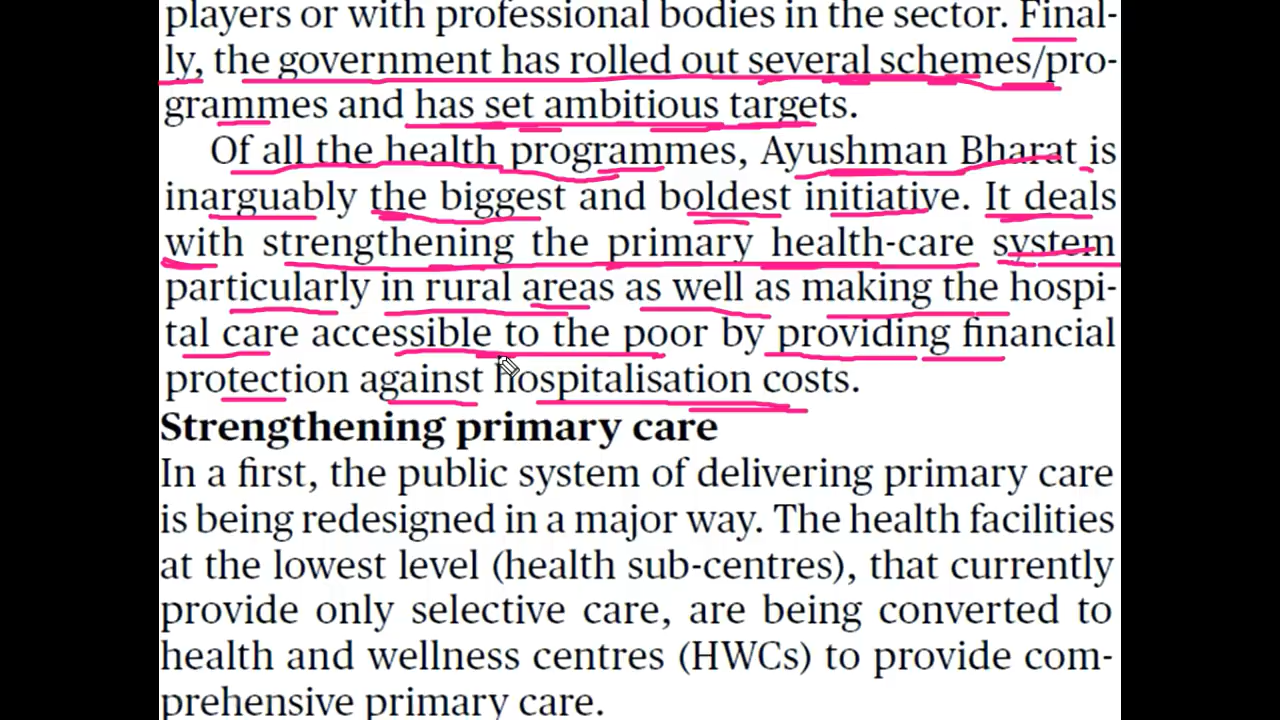 players or with professional bodies in the sector. Final-
ly, the government has rolled out several schemes/pro-
grammes and has set ambitious targets.
Of all the health programmes, Ayushman Bharat is
inarguably the biggest and boldest initiative. It deals
with strengthening the primary health-care system
particularly in rural areas as well as making the hospi-
tal care accessible to the poor by providing financial
protection against hospitalisation costs.
Strengthening primary care
In a first, the public system of delivering primary care
is being redesigned in a major way. The health facilities
at the lowest level (health sub-centres), that currently
provide only selective care, are being converted to
health and wellness centres (HWCs) to provide com-
prehensive primary care.